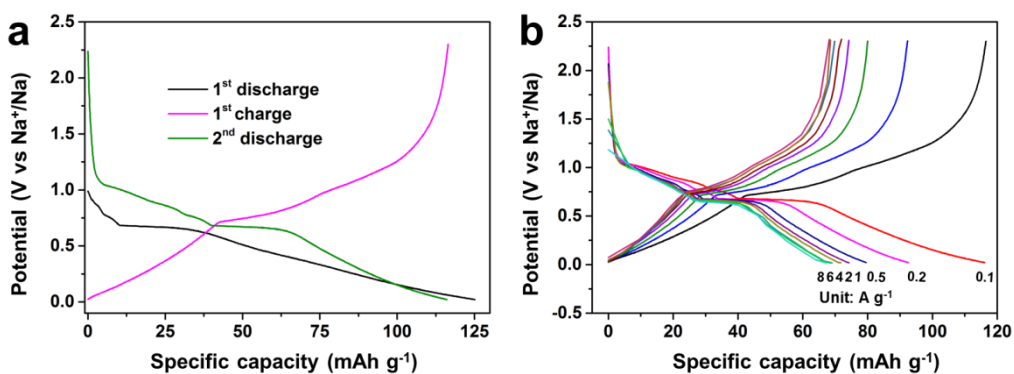 a
2.5
2.0
1.5
1.0
0.5
0.0
Potential (V vs Na⁺/Na)
1ˢᵗ discharge
1ˢᵗ charge
2ⁿᵈ discharge
0 25 50 75 100 125
Specific capacity (mAh g⁻¹)
b
2.5
2.0
1.5
1.0
0.5
0.0
-0.5
Potential (V vs Na⁺/Na)
8 6 4 2 1 0.5 0.2 0.1
Unit: A g⁻¹
0 20 40 60 80 100 120
Specific capacity (mAh g⁻¹)